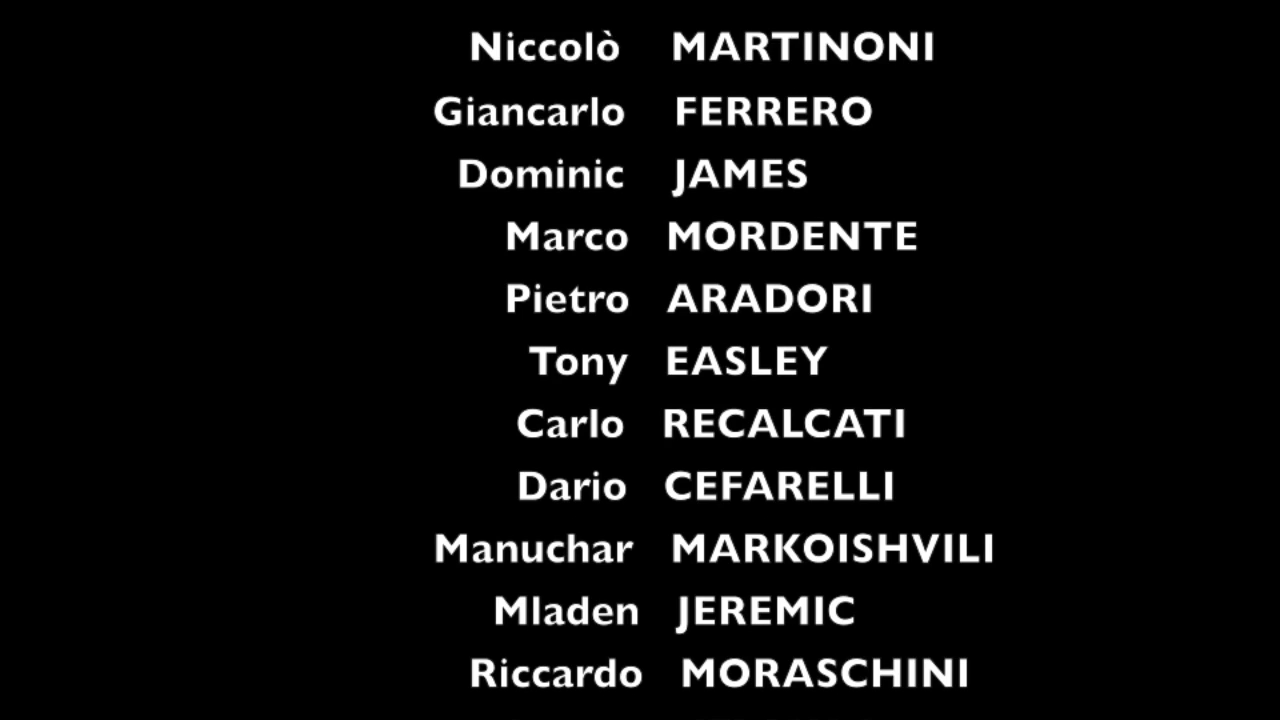 Niccolò MARTINONI
Giancarlo FERRERO
Dominic JAMES
Marco MORDENTE
Pietro ARADORI
Tony EASLEY
Carlo RECALCATI
Dario CEFARELLI
Manuchar MARKOISHVILI
Mladen JEREMIC
Riccardo MORASCHINI